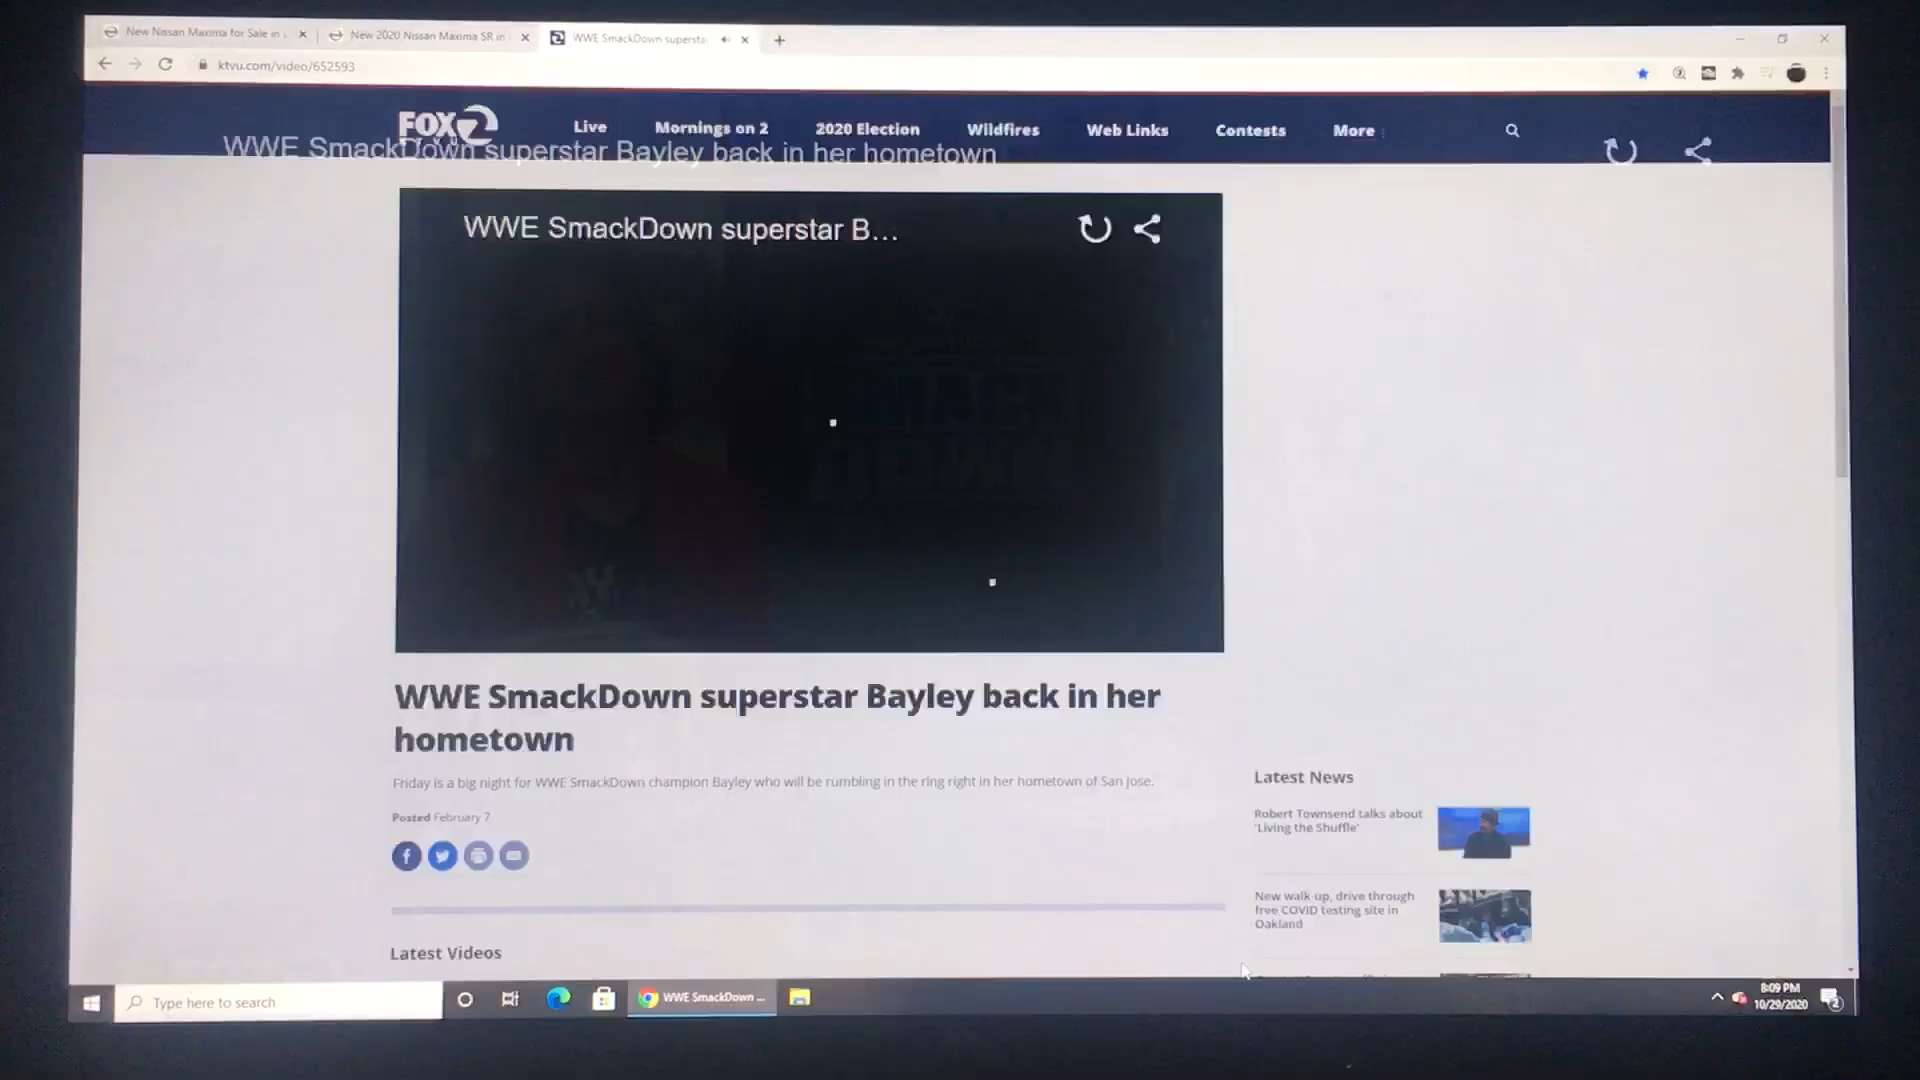 New Nissan Maxima for Sale in
New 2020 Nissan Maxima SR in
WWE SmackDown supersta
ktvu.com/video/652593
FOX 2
KTVU
Live
Mornings on 2
2020 Election
Wildfires
Web Links
Contests
More
WWE SmackDown superstar Bayley back in her hometown
WWE SmackDown superstar B...
SMACK
DOWN
NY
WWE SmackDown superstar Bayley back in her
hometown
Friday is a big night for WWE SmackDown champion Bayley who will be rumbling in the ring right in her hometown of San Jose.
Posted February 7
Latest Videos
Latest News
Robert Townsend talks about
'Living the Shuffle'
New walk-up, drive through
free COVID testing site in
Oakland
Type here to search
WWE SmackDown ...
8:09 PM
10/29/2020
2